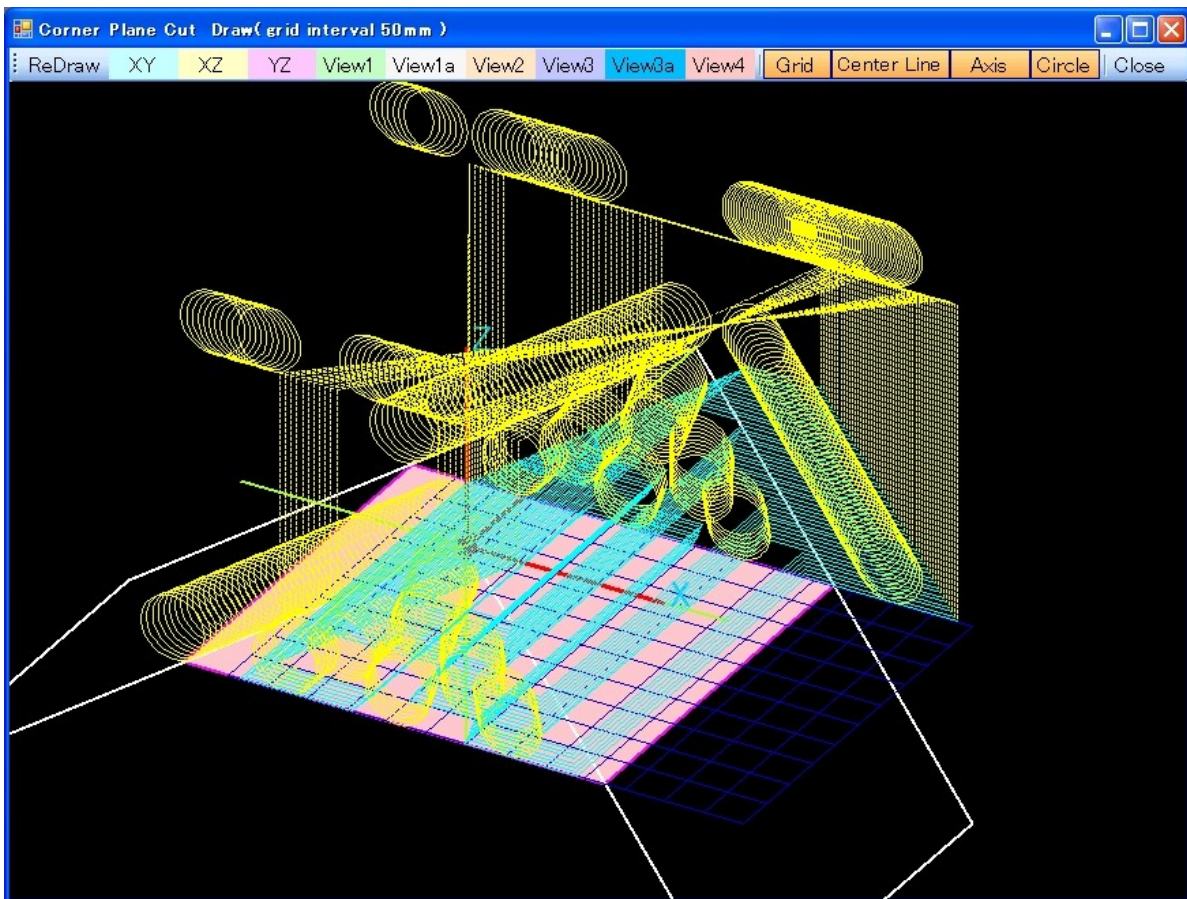 Corner Plane Cut Draw( grid interval 50mm )
ReDraw XY XZ YZ View1 View1a View2 View3 View3a View4 Grid Center Line Axis Circle Close
Z
X